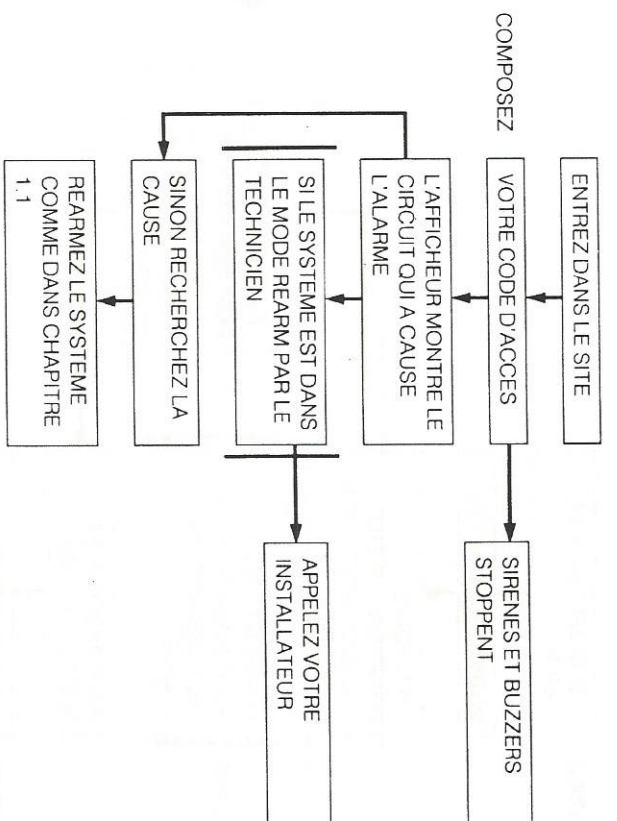 ENTREZ DANS LE SITE
COMPOSEZ
VOTRE CODE D'ACCES
SIRENES ET BUZZERS
STOPPENT
L'AFFICHEUR MONTRE LE
CIRCUIT QUI A CAUSE
L'ALARME
SI LE SYSTEME EST DANS
LE MODE REARM PAR LE
TECHNICIEN
APPELEZ VOTRE
INSTALLATEUR
SINON RECHERCHEZ LA
CAUSE
REARMEZ LE SYSTEME
COMME DANS CHAPITRE
1.1